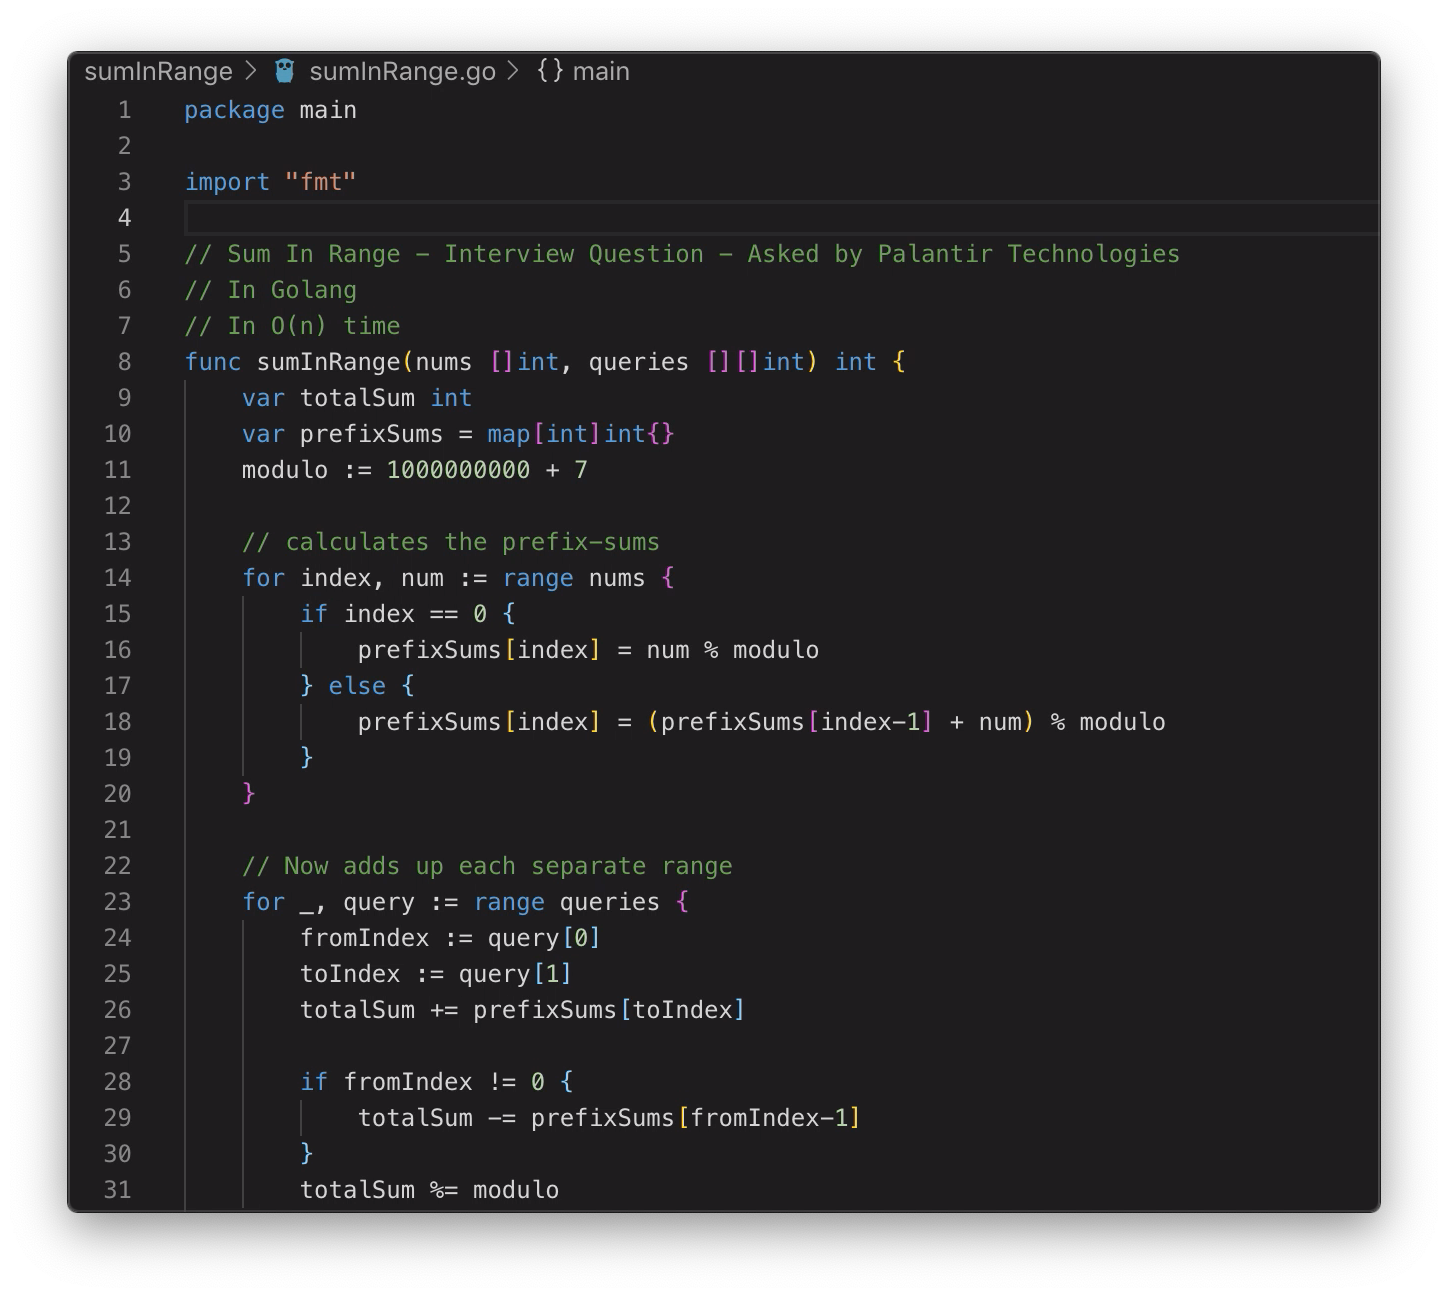 sumInRange > sumInRange.go > {} main
1 package main
2
3 import "fmt"
4
5 // Sum In Range - Interview Question - Asked by Palantir Technologies
6 // In Golang
7 // In O(n) time
8 func sumInRange(nums []int, queries [][]int) int {
9     var totalSum int
10     var prefixSums = map[int]int{}
11     modulo := 1000000000 + 7
12
13     // calculates the prefix-sums
14     for index, num := range nums {
15         if index == 0 {
16             prefixSums[index] = num % modulo
17         } else {
18             prefixSums[index] = (prefixSums[index-1] + num) % modulo
19         }
20     }
21
22     // Now adds up each separate range
23     for _, query := range queries {
24         fromIndex := query[0]
25         toIndex := query[1]
26         totalSum += prefixSums[toIndex]
27
28         if fromIndex != 0 {
29             totalSum -= prefixSums[fromIndex-1]
30         }
31         totalSum %= modulo